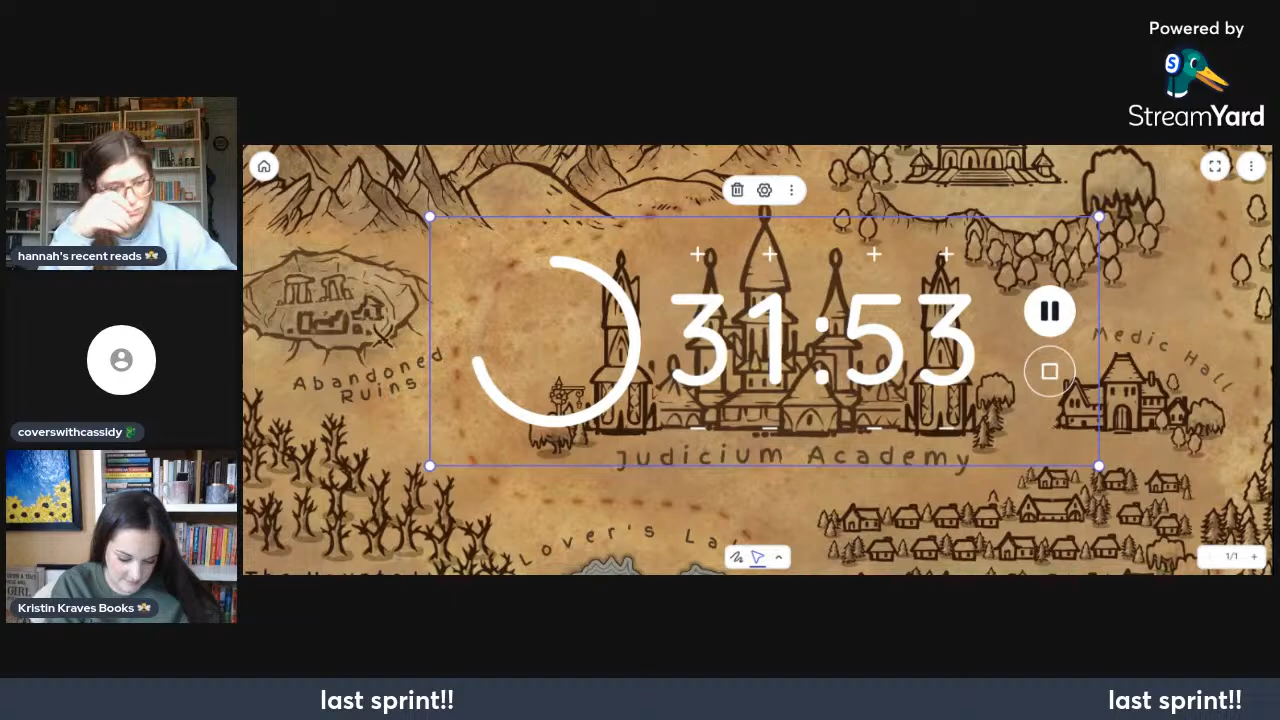 Powered by
StreamYard
hannah's recent reads
31:53
Abandoned
Ruins
Medic Hall
coverswithcassidy
Judicium Academy
Lover's La
Kristin Kraves Books
1/1
last sprint!!
last sprint!!